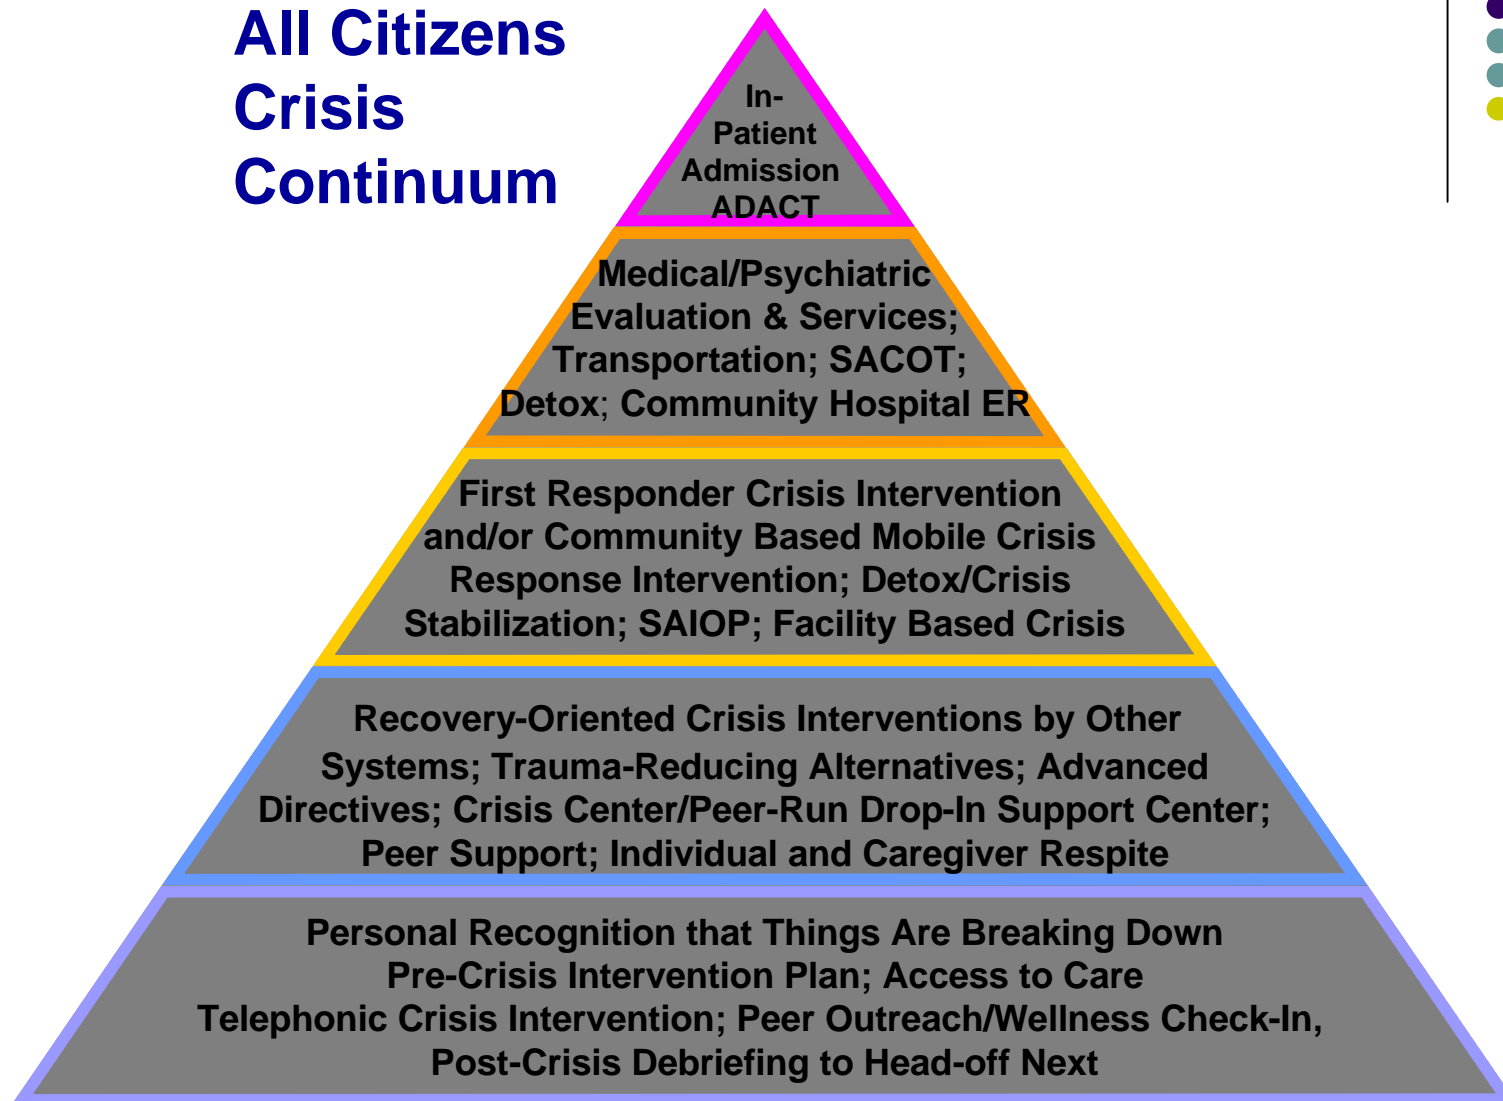 All Citizens
Crisis
Continuum
In-
Patient
Admission
ADACT
Medical/Psychiatric
Evaluation & Services;
Transportation; SACOT;
Detox; Community Hospital ER
First Responder Crisis Intervention
and/or Community Based Mobile Crisis
Response Intervention; Detox/Crisis
Stabilization; SAIOP; Facility Based Crisis
Recovery-Oriented Crisis Interventions by Other
Systems; Trauma-Reducing Alternatives; Advanced
Directives; Crisis Center/Peer-Run Drop-In Support Center;
Peer Support; Individual and Caregiver Respite
Personal Recognition that Things Are Breaking Down
Pre-Crisis Intervention Plan; Access to Care
Telephonic Crisis Intervention; Peer Outreach/Wellness Check-In,
Post-Crisis Debriefing to Head-off Next